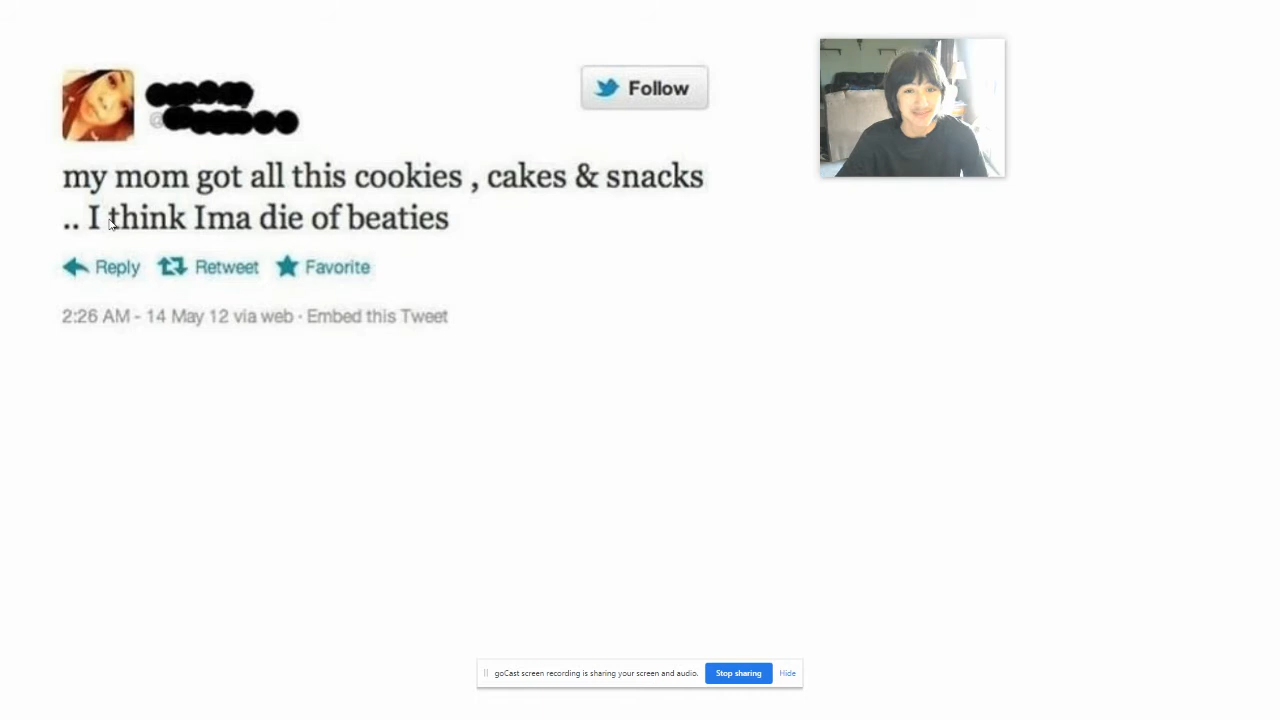 Follow
@
my mom got all this cookies , cakes & snacks
.. I think Ima die of beaties
Reply Retweet Favorite
2:26 AM - 14 May 12 via web · Embed this Tweet
goCast screen recording is sharing your screen and audio. Stop sharing Hide